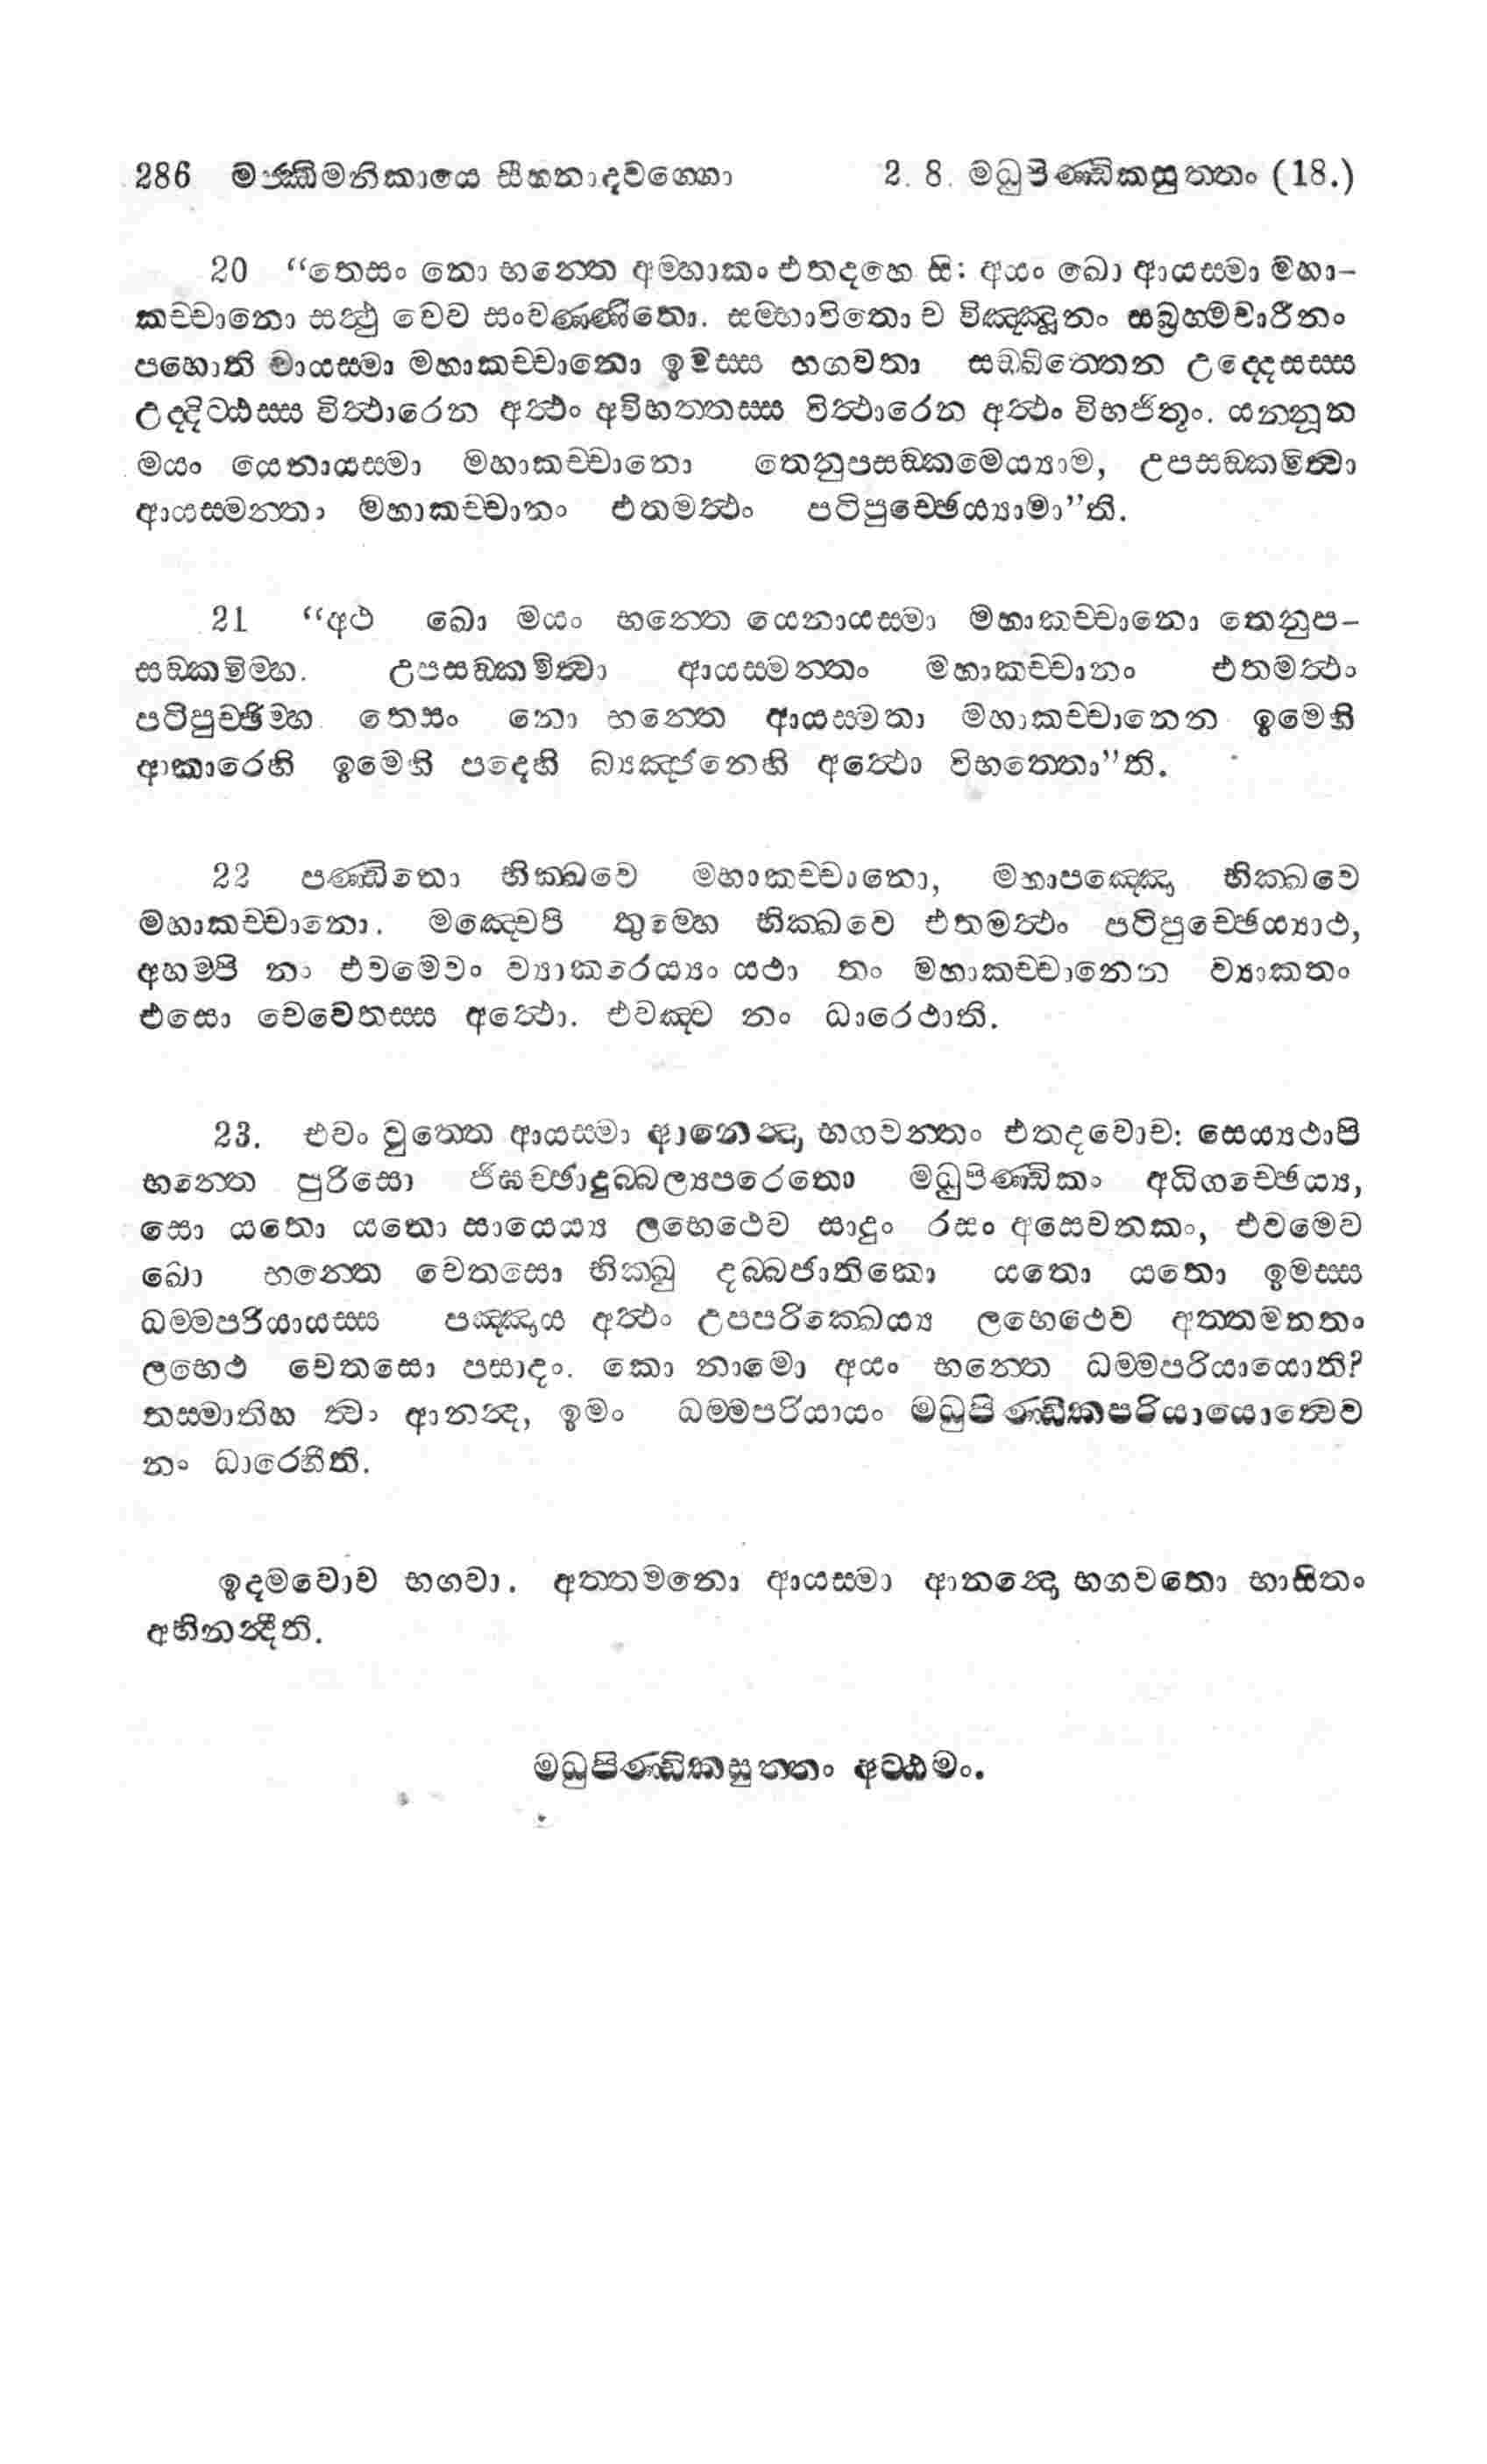 286 මජ්ඣිමනිකායෙ සීහනාදවග්ගො 2. 8. මධුපිණ්ඩිකසුත්තං (18.)
20 “තෙසං නො භන්තෙ අම්හාකං එතදහොසි: අයං ඛො ආයස්මා මහා-
කච්චානො සත්ථු චෙව සංවණ්ණිතො. සම්භාවිතො ච විඤ්ඤූනං සබ්‍රහ්මචාරීනං
පහොති චායස්මා මහාකච්චානො ඉමස්ස භගවතා සඞ්ඛිත්තෙන උද්දෙසස්ස
උද්දිට්ඨස්ස විත්ථාරෙන අත්ථං අවිභත්තස්ස විත්ථාරෙන අත්ථං විභජිතුං. යන්නූන
මයං යෙනායස්මා මහාකච්චානො තෙනුපසඞ්කමෙය්‍යාම, උපසඞ්කමිත්වා
ආයස්මන්තා මහාකච්චානං එතමත්ථං පටිපුච්ඡෙය්‍යාමා”ති.
21 “අථ ඛො මයං භන්තෙ යෙනායස්මා මහාකච්චානො තෙනුප-
සඞ්කමිම්හ. උපසඞ්කමිත්වා ආයස්මන්තං මහාකච්චානං එතමත්ථං
පටිපුච්ඡිම්හ. තෙසං නො භන්තෙ ආයස්මතා මහාකච්චානෙන ඉමෙහි
ආකාරෙහි ඉමෙහි පදෙහි බ්‍යඤ්ජනෙහි අත්ථො විභත්තො”ති.
22 පණ්ඩිතො භික්ඛවෙ මහාකච්චානො, මහාපඤ්ඤො භික්ඛවෙ
මහාකච්චානො. මඤ්චෙපි තුම්හෙ භික්ඛවෙ එතමත්ථං පටිපුච්ඡෙය්‍යාථ,
අහම්පි තං එවමෙවං ව්‍යාකරෙය්‍යං යථා තං මහාකච්චානෙන ව්‍යාකතං
එසො චෙවෙතස්ස අත්ථො. එවඤ්ච නං ධාරෙථාති.
23. එවං වුත්තෙ ආයස්මා ආනන්දො භගවන්තං එතදවොච: සෙය්‍යථාපි
භන්තෙ පුරිසො ජිඝච්ඡාදුබ්බල්‍යපරෙතො මධුපිණ්ඩිකං අධිගච්ඡෙය්‍ය,
සො යතො යතො සායෙය්‍ය ලභෙථෙව සාදුං රසං අසෙචනකං, එවමෙව
ඛො භන්තෙ චෙතසො භික්ඛු දබ්බජාතිකො යතො යතො ඉමස්ස
ධම්මපරියායස්ස පඤ්ඤාය අත්ථං උපපරික්ඛෙය්‍ය ලභෙථෙව අත්තමනතං
ලභෙථ චෙතසො පසාදං. කො නාමො අයං භන්තෙ ධම්මපරියායොති?
තස්මාතිහ ත්වං ආනන්ද, ඉමං ධම්මපරියායං මධුපිණ්ඩිකපරියායොත්වෙව
නං ධාරෙහීති.
ඉදමවොච භගවා. අත්තමනො ආයස්මා ආනන්දො භගවතො භාසිතං
අභිනන්දීති.
මධුපිණ්ඩිකසුත්තං අට්ඨමං.